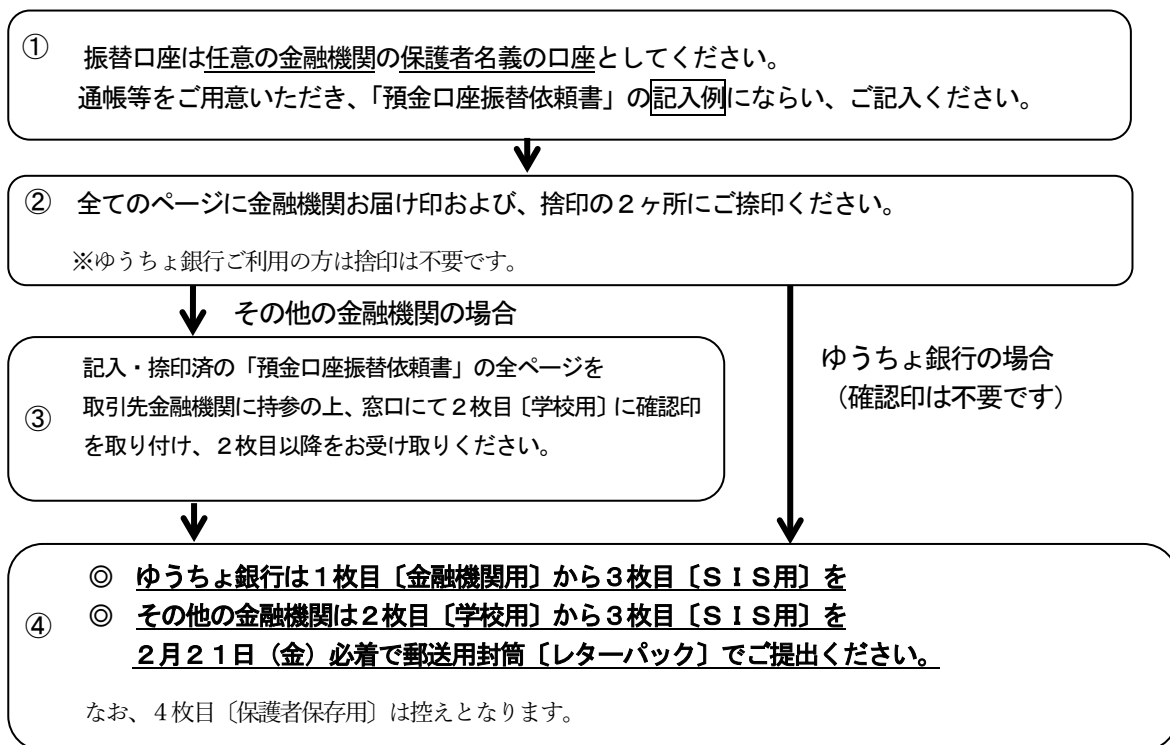 ① 振替口座は任意の金融機関の保護者名義の口座としてください。
通帳等をご用意いただき、「預金口座振替依頼書」の記入例にならい、ご記入ください。
② 全てのページに金融機関お届け印および、捨印の２ヶ所にご捺印ください。
※ゆうちょ銀行ご利用の方は捨印は不要です。
その他の金融機関の場合
ゆうちょ銀行の場合
（確認印は不要です）
③
記入・捺印済の「預金口座振替依頼書」の全ページを
取引先金融機関に持参の上、窓口にて２枚目〔学校用〕に確認印
を取り付け、２枚目以降をお受け取りください。
④
◎ ゆうちょ銀行は１枚目〔金融機関用〕から３枚目〔ＳＩＳ用〕を
◎ その他の金融機関は２枚目〔学校用〕から３枚目〔ＳＩＳ用〕を
２月２１日（金）必着で郵送用封筒〔レターパック〕でご提出ください。
なお、４枚目〔保護者保存用〕は控えとなります。